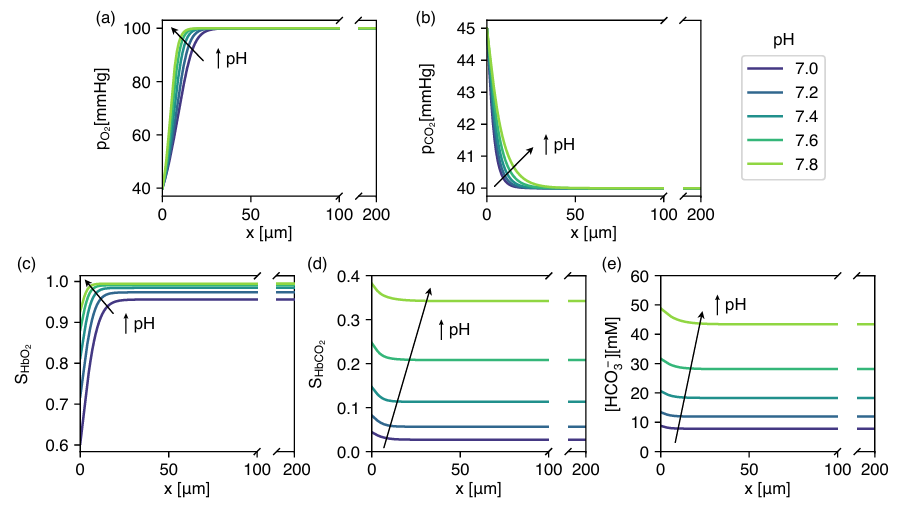 (a)
100
80
60
40
pO2[mmHg]
↑ pH
0 50 100 200
x [μm]
(b)
45
44
43
42
41
40
pCO2[mmHg]
↑ pH
0 50 100 200
x [μm]
pH
7.0
7.2
7.4
7.6
7.8
(c)
1.0
0.9
0.8
0.7
0.6
SHbO2
↑ pH
0 50 100 200
x [μm]
(d)
0.4
0.3
0.2
0.1
0.0
SHbCO2
↑ pH
0 50 100 200
x [μm]
(e)
60
50
40
30
20
10
0
[HCO3−][mM]
↑ pH
0 50 100 200
x [μm]